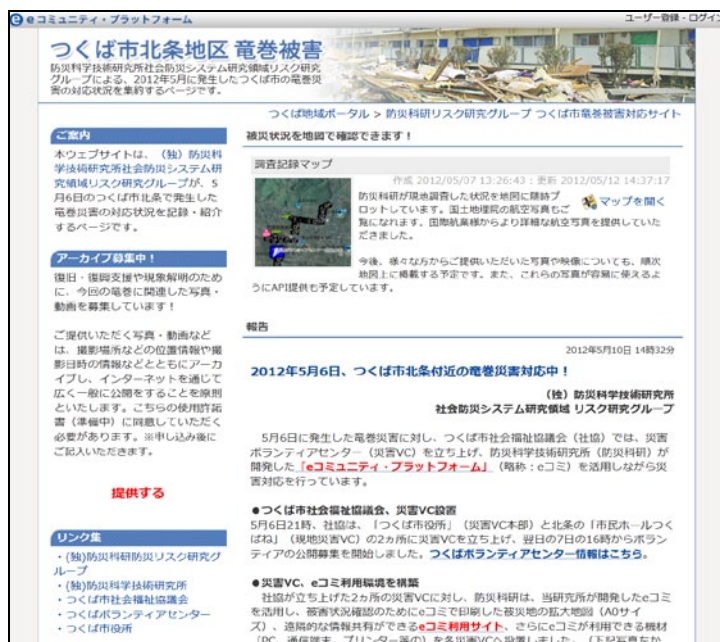 eコミュニティ・プラットフォーム
ユーザー登録 - ログイン
つくば市北条地区 竜巻被害
防災科学技術研究所社会防災システム研究領域リスク研究
グループによる、2012年5月に発生したつくば市の竜巻災
害の対応状況を集約するページです。
つくば地域ポータル > 防災科研リスク研究グループ つくば市竜巻被害対応サイト
ご案内
本ウェブサイトは、(独)防災科
学技術研究所社会防災システム研
究領域リスク研究グループが、5
月6日のつくば市北条で発生した
竜巻災害の対応状況を記録・紹介
するページです。
アーカイブ募集中！
復旧・復興支援や現象解明のため
に、今回の竜巻に関連した写真・
動画を募集しています！
ご提供いただく写真・動画など
は、撮影場所などの位置情報や撮
影日時の情報などとともにアーカ
イブし、インターネットを通じて
広く一般に公開をすることを原則
といたします。こちらの使用許諾
書（準備中）に同意していただく
必要があります。※申し込み後に
ご記入いただきます。
提供する
リンク集
・(独)防災科研防災リスク研究グ
ループ
・(独)防災科学技術研究所
・つくば市社会福祉協議会
・つくばボランティアセンター
・つくば市役所
被災状況を地図で確認できます！
調査記録マップ
作成 2012/05/07 13:26:43 : 更新 2012/05/12 14:37:17
防災科研が現地調査した状況を地図に随時プ
ロットしています。国土地理院の航空写真もご
覧になれます、国際航業様からより詳細な航空写真を提供していた
だきました。
マップを開く
今後、様々な方からご提供いただいた写真や映像についても、順次
地図上に掲載する予定です。また、これらの写真が容易に使えるよ
うにAPI提供も予定しています。
報告
2012年5月10日 14時32分
2012年5月6日、つくば市北条付近の竜巻災害対応中！
(独) 防災科学技術研究所
社会防災システム研究領域 リスク研究グループ
5月6日に発生した竜巻災害に対し、つくば市社会福祉協議会（社協）では、災害
ボランティアセンター（災害VC）を立ち上げ、防災科学技術研究所（防災科研）が
開発した「eコミュニティ・プラットフォーム」（略称：eコミ）を活用しながら災
害対応を行っています。
●つくば市社会福祉協議会、災害VC設置
5月6日21時、社協は、「つくば市役所」（災害VC本部）と北条の「市民ホールつく
ばね」（現地災害VC）の2ヵ所に災害VCを立ち上げ、翌日の7日の16時からボラン
ティアの公開募集を開始しました。つくばボランティアセンター情報はこちら。
●災害VC、eコミ利用環境を構築
社協が立ち上げた2ヵ所の災害VCに対し、防災科研は、当研究所が開発したeコミ
を活用し、被害状況確認のためにeコミで印刷した被災地の拡大地図（A0サイ
ズ）、遠隔的な情報共有ができるeコミ利用サイト、さらにeコミが利用できる機材
（PC、通信端末、プリンター等の）を各災害VCへ設置しました。（下記写真左か